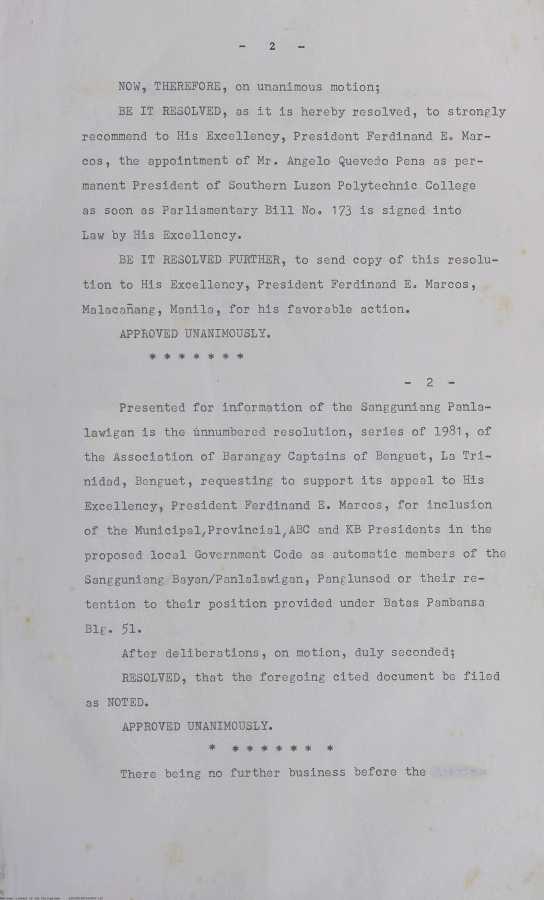 - 2 -
NOW, THEREFORE, on unanimous motion;
BE IT RESOLVED, as it is hereby resolved, to strongly
recommend to His Excellency, President Ferdinand E. Mar-
cos, the appointment of Mr. Angelo Quevedo Pena as per-
manent President of Southern Luzon Polytechnic College
as soon as Parliamentary Bill No. 173 is signed into
Law by His Excellency.
BE IT RESOLVED FURTHER, to send copy of this resolu-
tion to His Excellency, President Ferdinand E. Marcos,
Malacañang, Manila, for his favorable action.
APPROVED UNANIMOUSLY.
* * * * * * *
- 2 -
Presented for information of the Sangguniang Panla-
lawigan is the unnumbered resolution, series of 1981, of
the Association of Barangay Captains of Benguet, La Tri-
nidad, Benguet, requesting to support its appeal to His
Excellency, President Ferdinand E. Marcos, for inclusion
of the Municipal, Provincial, ABC and KB Presidents in the
proposed local Government Code as automatic members of the
Sangguniang Bayan/Panlalawigan, Panglunsod or their re-
tention to their position provided under Batas Pambansa
Blg. 51.
After deliberations, on motion, duly seconded;
RESOLVED, that the foregoing cited document be filed
as NOTED.
APPROVED UNANIMOUSLY.
* * * * * * * *
There being no further business before the